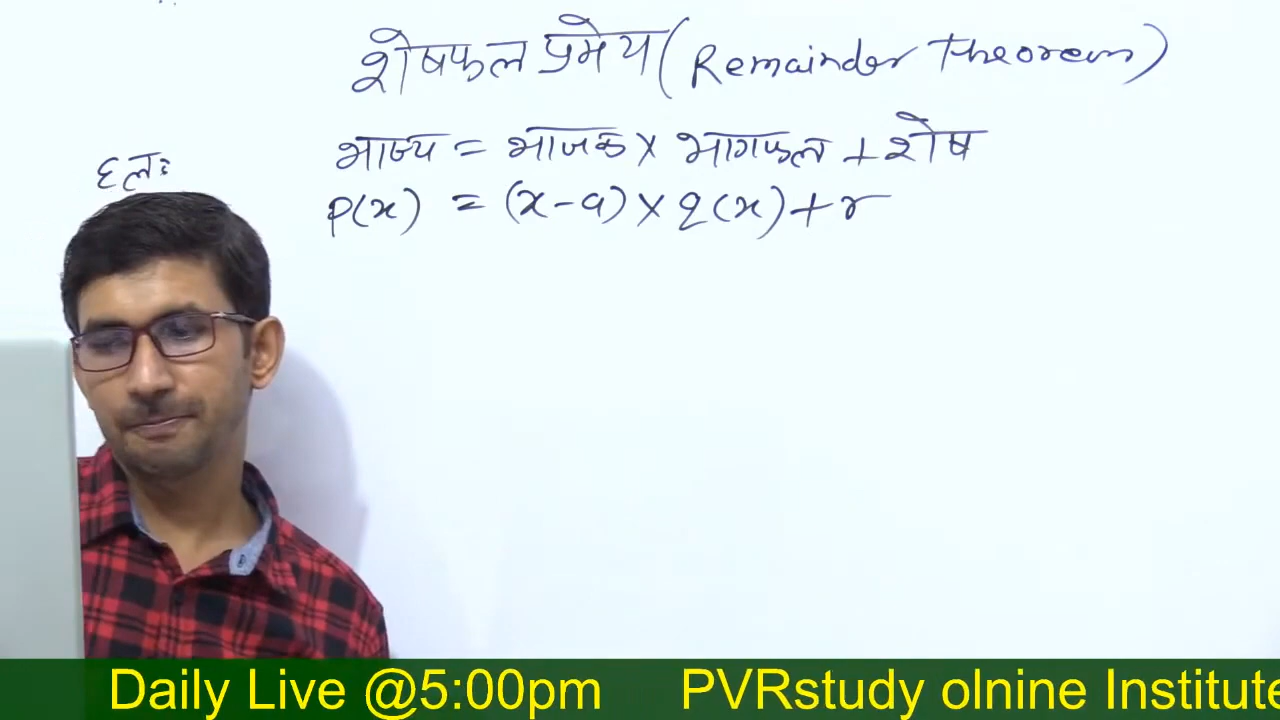 शेषफल प्रमेय (Remainder Theorem)
भाज्य = भाजक × भागफल + शेष
हल:
p(x) = (x-a) × q(x) + r
Daily Live @5:00pm PVRstudy olnine Institute